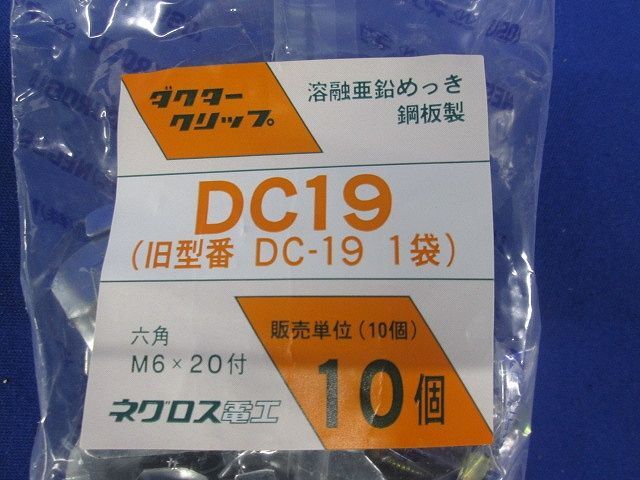 ダクター
クリップ
溶融亜鉛めっき
鋼板製
DC19
(旧型番 DC-19 1袋)
六角
M6×20付
販売単位(10個)
10個
ネグロス電工